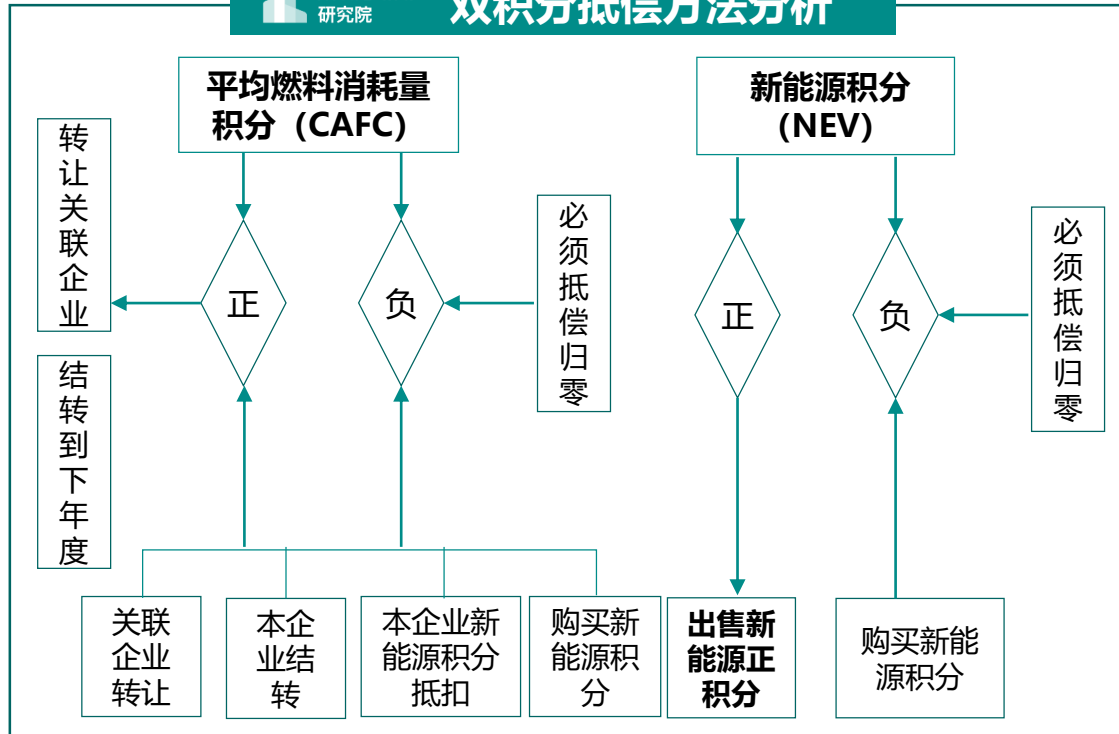 研究院
双积分抵偿方法分析
平均燃料消耗量
积分（CAFC）
新能源积分
（NEV）
转
让
关
联
企
业
结
转
到
下
年
度
正
负
必
须
抵
偿
归
零
正
负
必
须
抵
偿
归
零
关联
企业
转让
本企
业结
转
本企业新
能源积分
抵扣
购买新
能源积
分
出售新
能源正
积分
购买新能
源积分